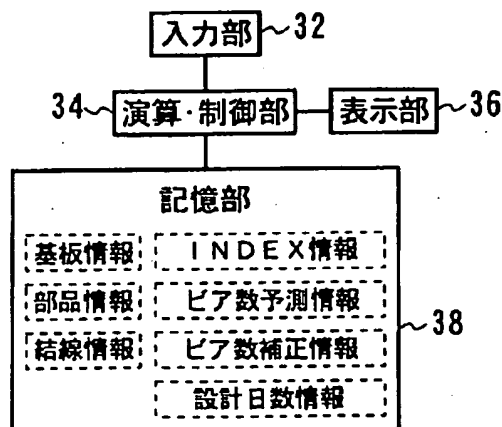 入力部 32
34 演算・制御部 表示部 36
記憶部
基板情報 INDEX情報
部品情報 ビア数予測情報
結線情報 ビア数補正情報 38
設計日数情報